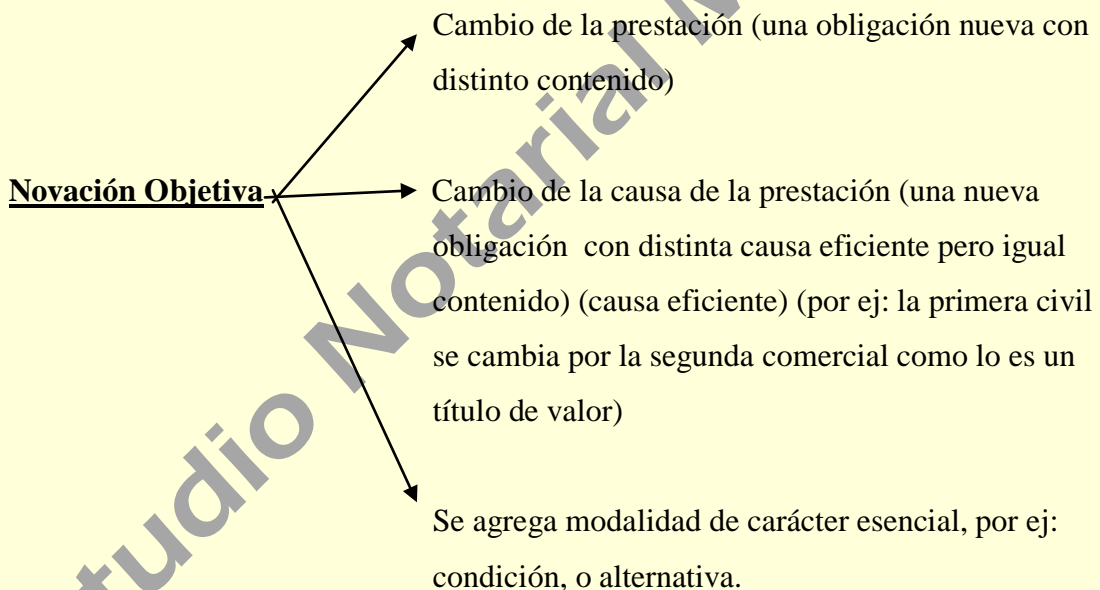 Cambio de la prestación (una obligación nueva con
distinto contenido)
Novación Objetiva
Cambio de la causa de la prestación (una nueva
obligación con distinta causa eficiente pero igual
contenido) (causa eficiente) (por ej: la primera civil
se cambia por la segunda comercial como lo es un
título de valor)
Se agrega modalidad de carácter esencial, por ej:
condición, o alternativa.
Notarial